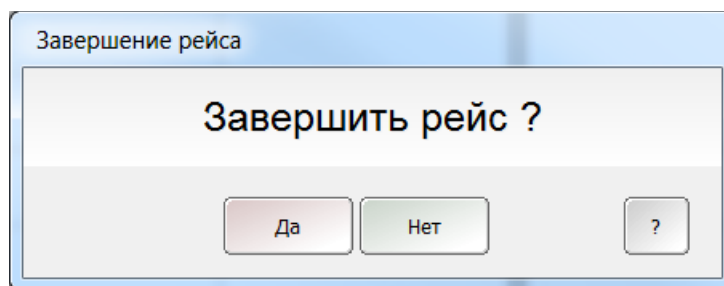 Завершение рейса
Завершить рейс ?
Да Нет ?